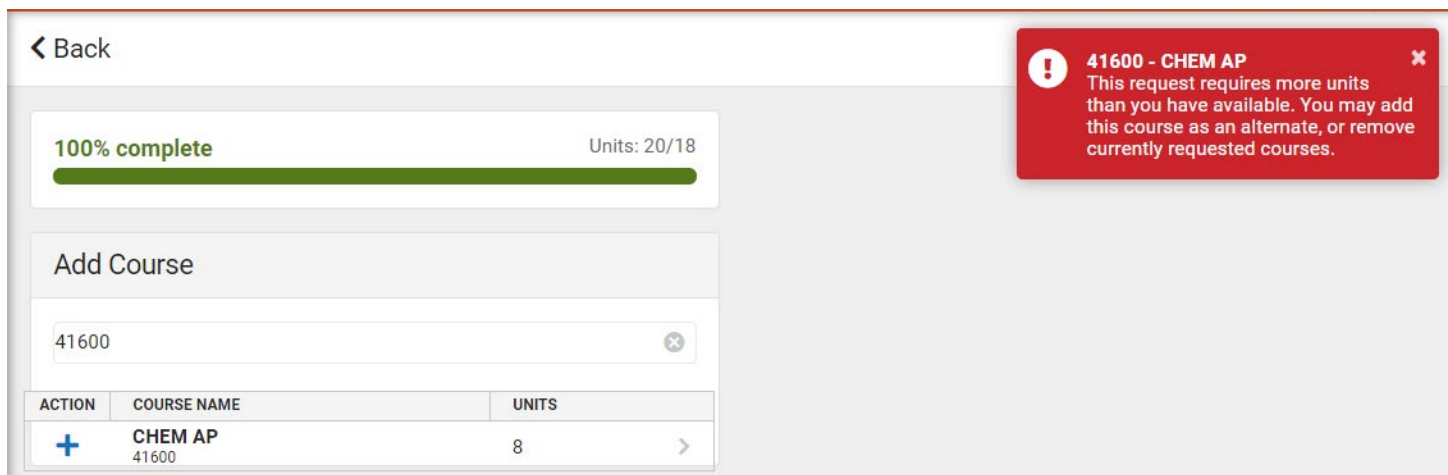 Back
41600 - CHEM AP
This request requires more units
than you have available. You may add
this course as an alternate, or remove
currently requested courses.
100% complete
Units: 20/18
Add Course
41600
ACTION COURSE NAME UNITS
CHEM AP 8
41600